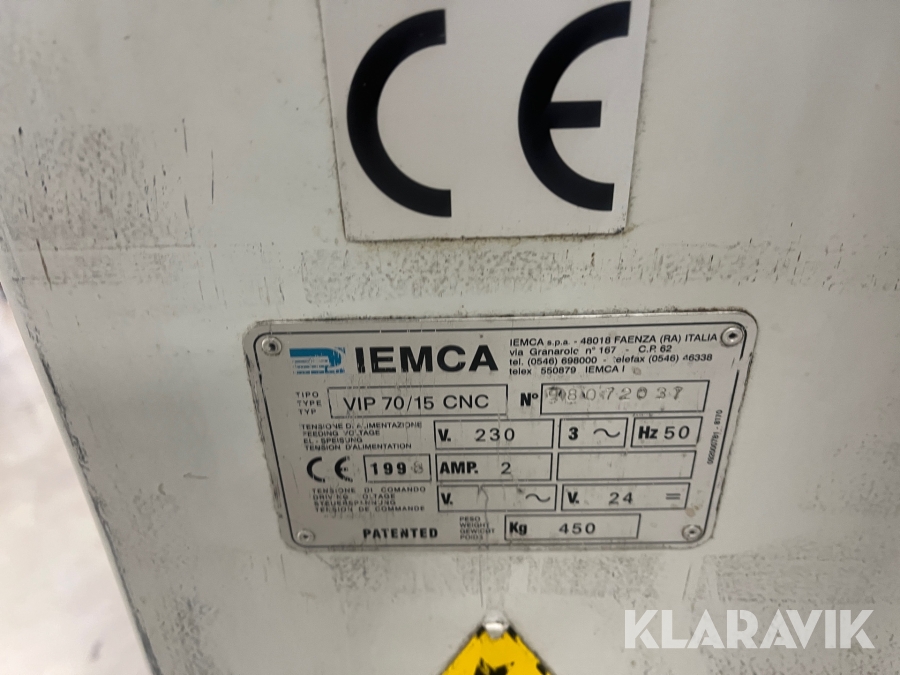 CE
IEMCA
IEMCA s.p.a. - 48018 FAENZA (RA) ITALIA
via Granarolo n° 167 - C.P. 62
tel. (0546) 698000 - telefax (0546) 46338
telex 550879 IEMCA I
TIPO
TYPE
TYP
VIP 70/15 CNC
N° 98072037
TENSIONE DI ALIMENTAZIONE
FEEDING VOLTAGE
EL.-SPEISUNG
TENSION D'ALIMENTATION
V. 230
3 ~
Hz 50
CE
1998
AMP. 2
TENSIONE DI COMANDO
DRIVING VOLTAGE
STEUERSPANNUNG
TENSION DE COMMANDE
V. ~
V. 24 =
PATENTED
PESO
WEIGHT
GEWICHT
POIDS
Kg 450
KLARAVIK